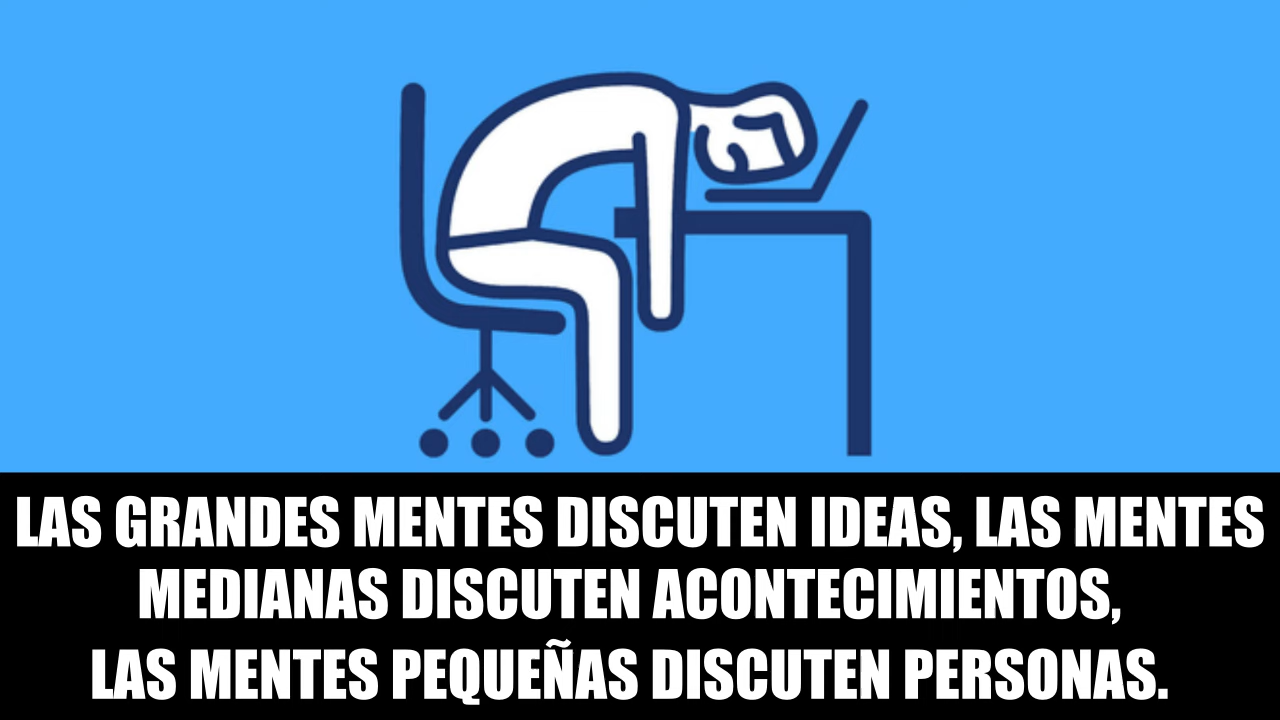 LAS GRANDES MENTES DISCUTEN IDEAS, LAS MENTES
MEDIANAS DISCUTEN ACONTECIMIENTOS,
LAS MENTES PEQUEÑAS DISCUTEN PERSONAS.